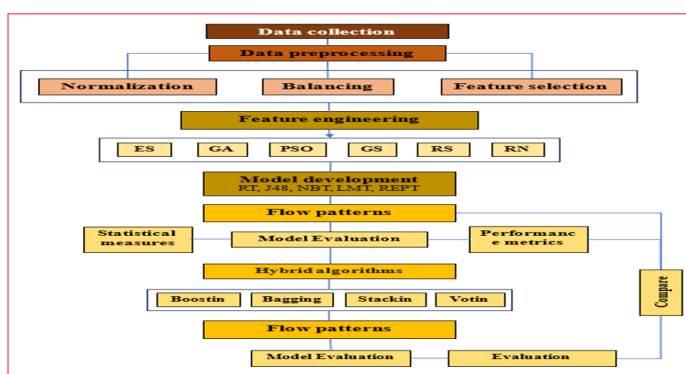 Data collection
Data preprocessing
Normalization
Balancing
Feature selection
Feature engineering
ES
GA
PSO
GS
RS
RN
Model development
RT, J48, NBT, LMT, REPT
Flow patterns
Statistical
measures
Model Evaluation
Performanc
e metrics
Hybrid algorithms
Compare
Boostin
Bagging
Stackin
Votin
Flow patterns
Model Evaluation
Evaluation